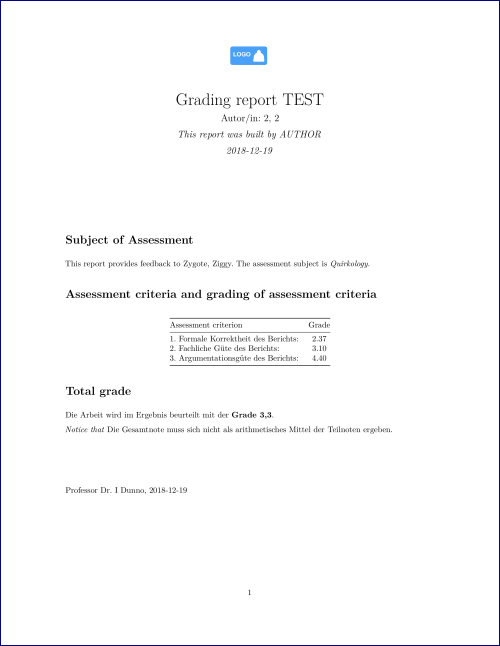 LOGO
Grading report TEST
Autor/in: 2, 2
This report was built by AUTHOR
2018-12-19
Subject of Assessment
This report provides feedback to Zygote, Ziggy. The assessment subject is Quirkology.
Assessment criteria and grading of assessment criteria
Assessment criterion Grade
1. Formale Korrektheit des Berichts: 2.37
2. Fachliche Güte des Berichts: 3.10
3. Argumentationsgüte des Berichts: 4.40
Total grade
Die Arbeit wird im Ergebnis beurteilt mit der Grade 3,3.
Notice that Die Gesamtnote muss sich nicht als arithmetisches Mittel der Teilnoten ergeben.
Professor Dr. I Dunno, 2018-12-19
1